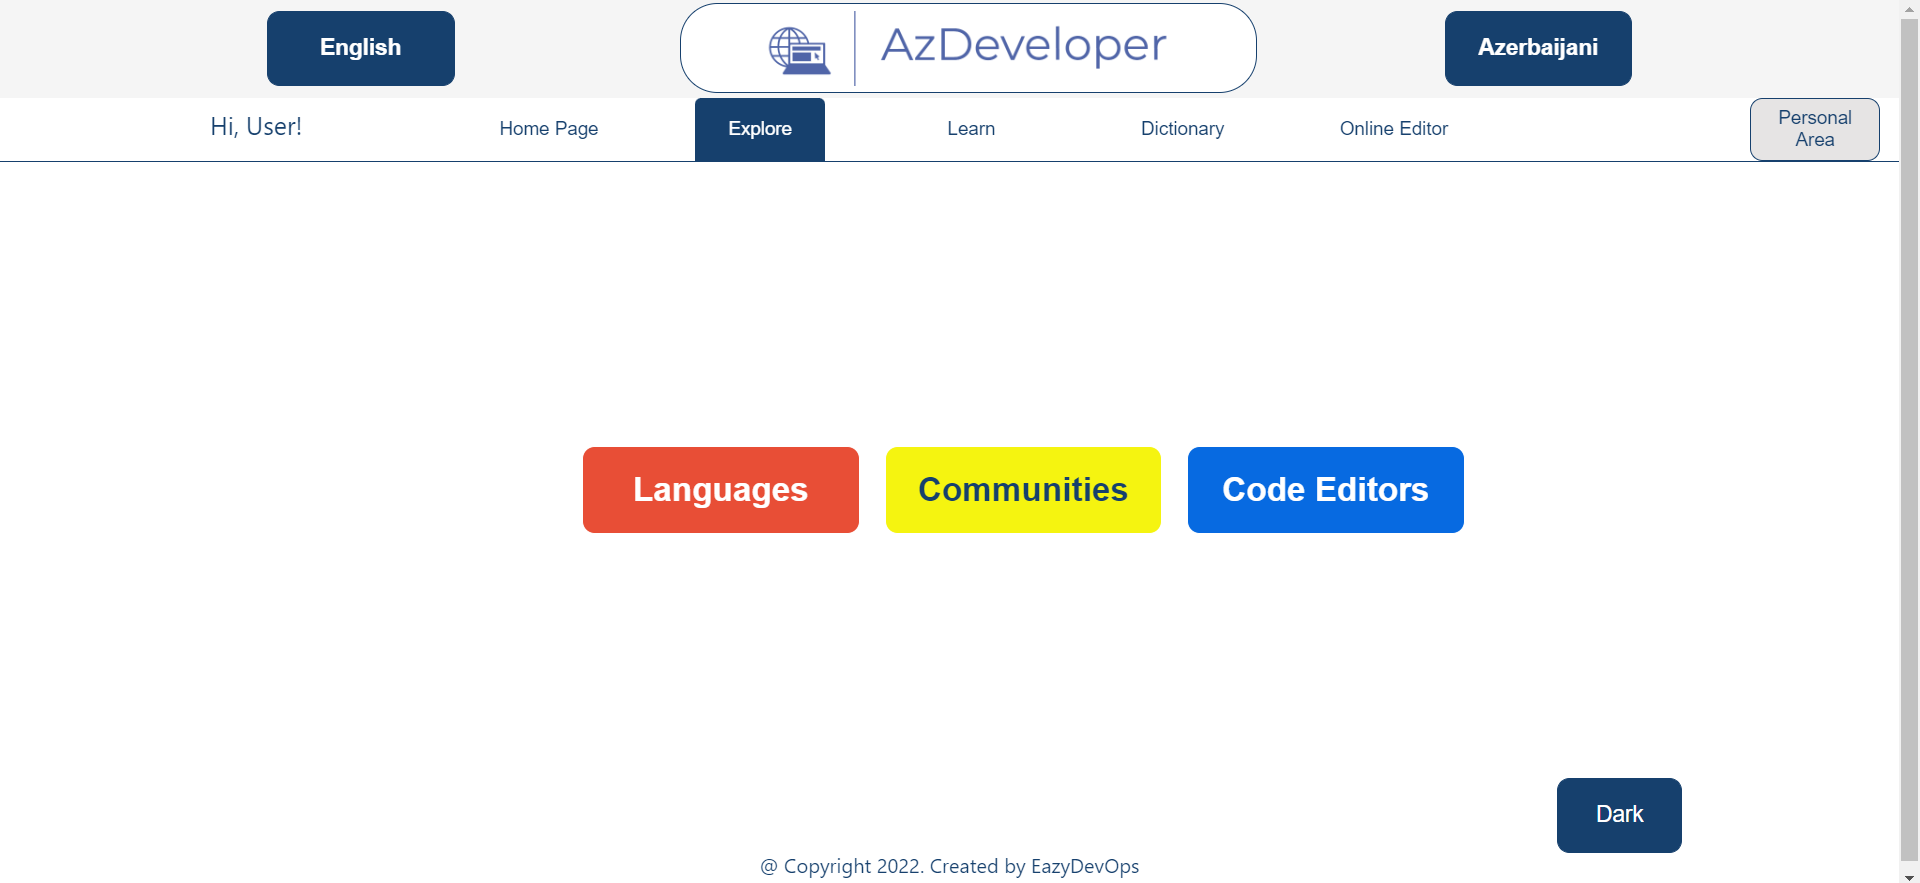 English
AzDeveloper
Azerbaijani
Hi, User!
Home Page
Explore
Learn
Dictionary
Online Editor
Personal
Area
Languages
Communities
Code Editors
Dark
@ Copyright 2022. Created by EazyDevOps